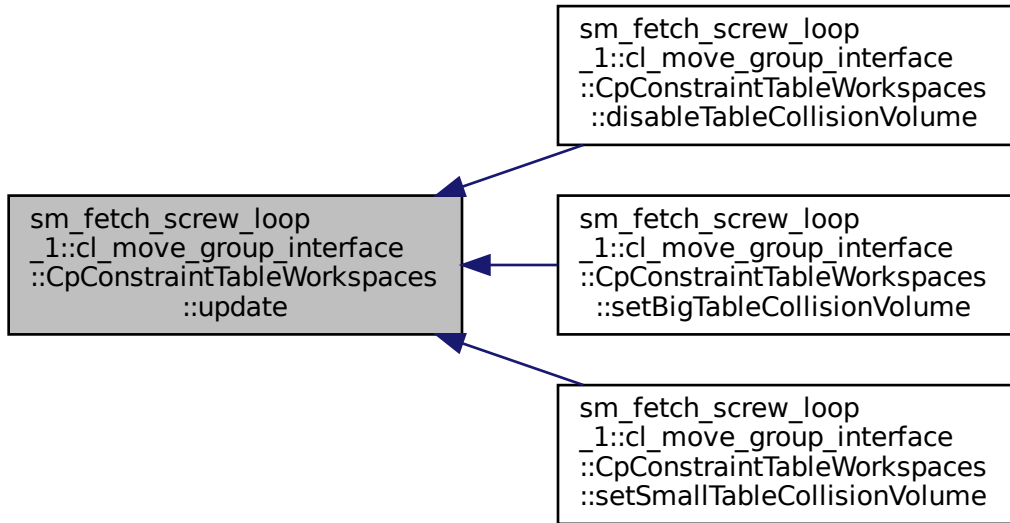 sm_fetch_screw_loop
_1::cl_move_group_interface
::CpConstraintTableWorkspaces
::disableTableCollisionVolume
sm_fetch_screw_loop
_1::cl_move_group_interface
::CpConstraintTableWorkspaces
::update
sm_fetch_screw_loop
_1::cl_move_group_interface
::CpConstraintTableWorkspaces
::setBigTableCollisionVolume
sm_fetch_screw_loop
_1::cl_move_group_interface
::CpConstraintTableWorkspaces
::setSmallTableCollisionVolume